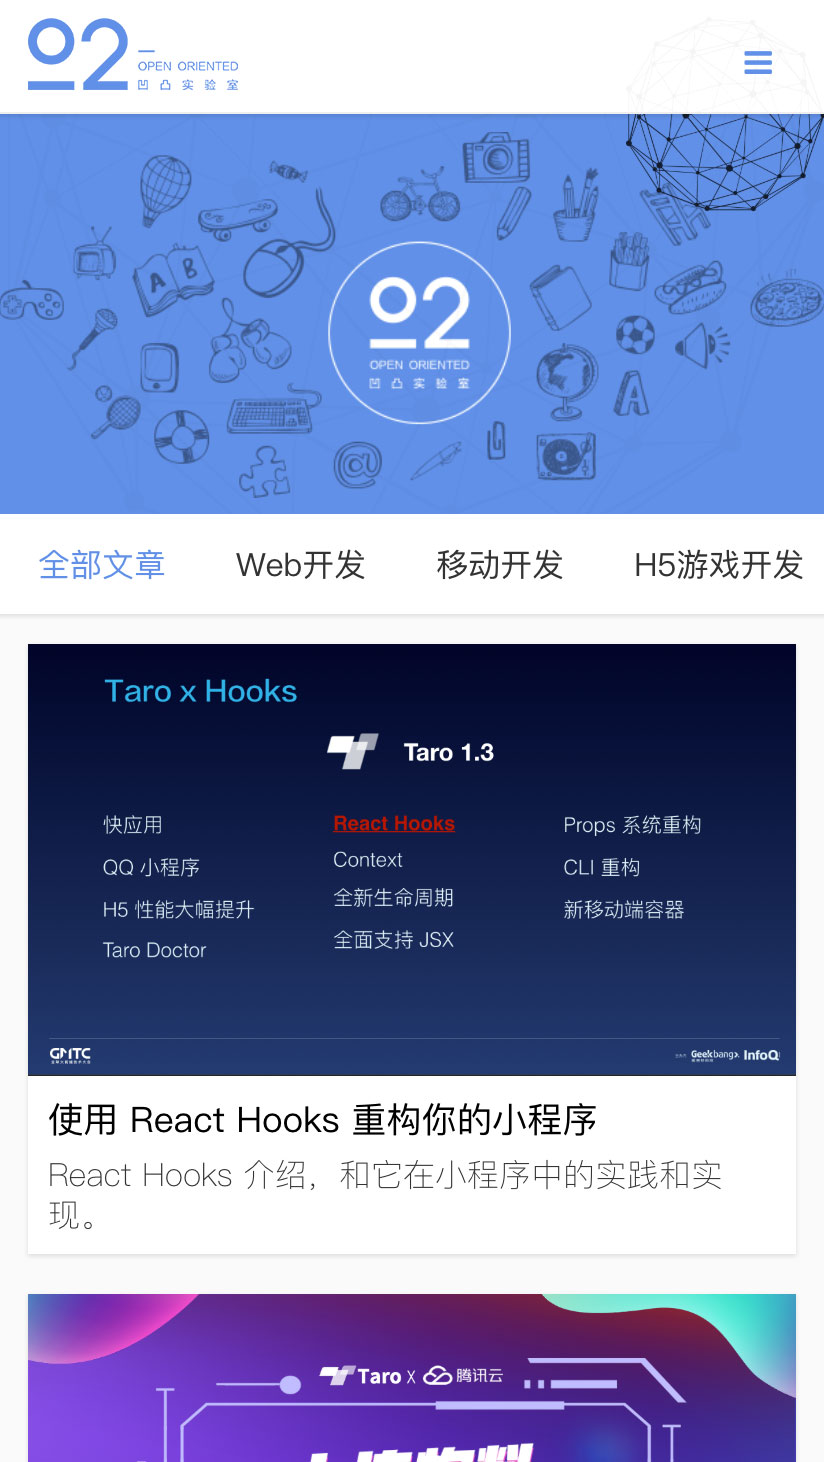 O2
OPEN ORIENTED
凹凸实验室
A B
O2
OPEN ORIENTED
凹凸实验室
A
@
全部文章 Web开发 移动开发 H5游戏开发
Taro x Hooks
Taro 1.3
快应用
QQ 小程序
H5 性能大幅提升
Taro Doctor
React Hooks
Context
全新生命周期
全面支持 JSX
Props 系统重构
CLI 重构
新移动端容器
GMTC
Geekbang>. InfoQ
使用 React Hooks 重构你的小程序
React Hooks 介绍，和它在小程序中的实践和实
现。
Taro X 腾讯云